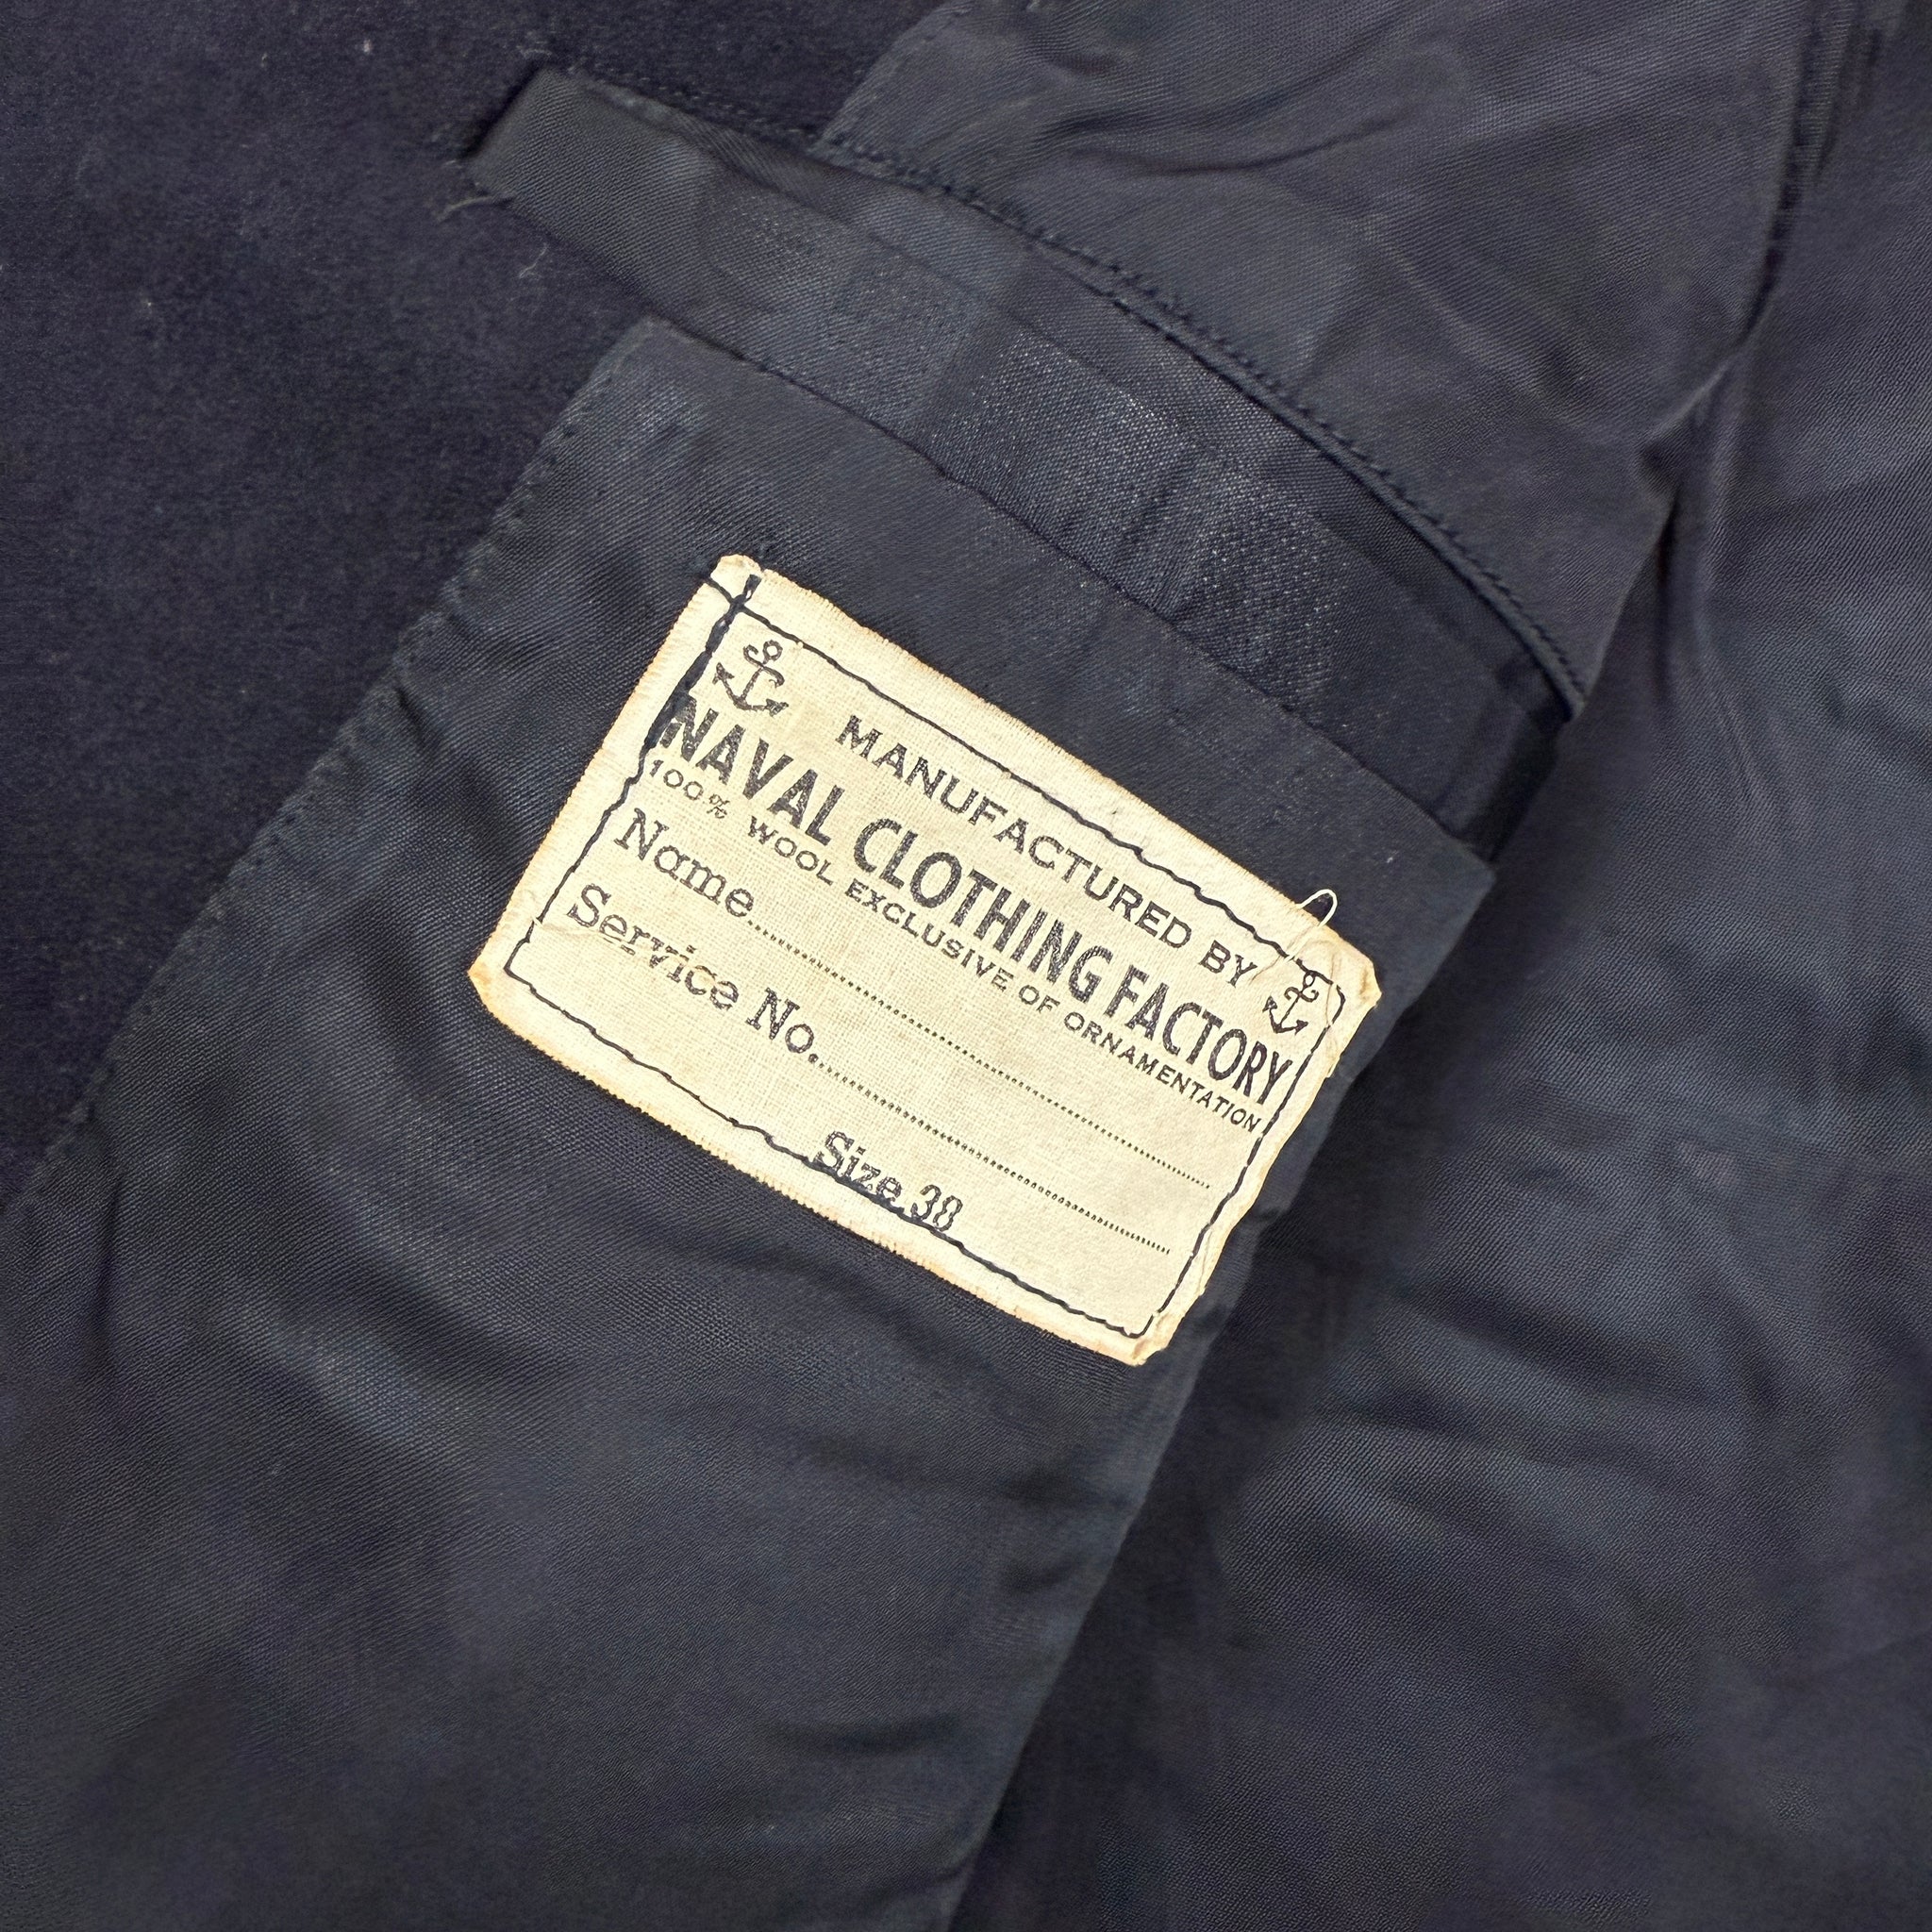 MANUFACTURED BY
NAVAL CLOTHING FACTORY
100% WOOL EXCLUSIVE OF ORNAMENTATION
Name........................................
Service No........................................
Size 38